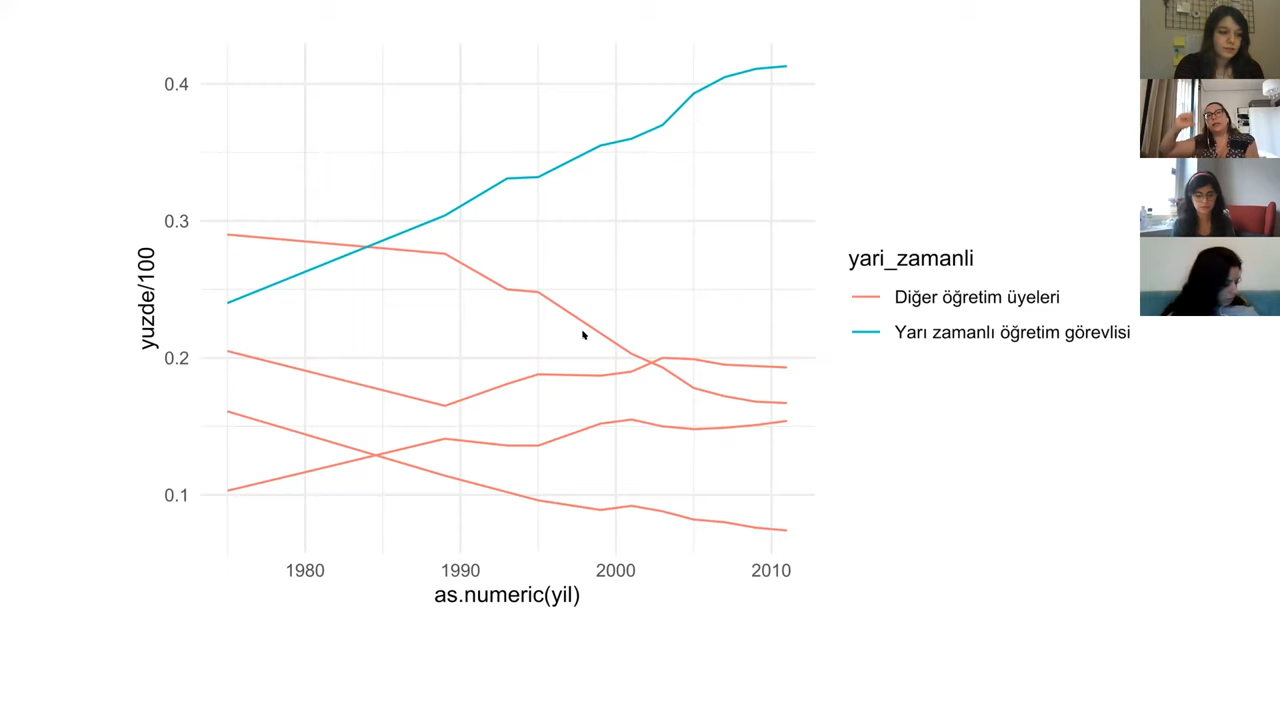 0.4
0.3
0.2
0.1
yuzde/100
1980 1990 2000 2010
as.numeric(yil)
yari_zamanli
Diğer öğretim üyeleri
Yarı zamanlı öğretim görevlisi